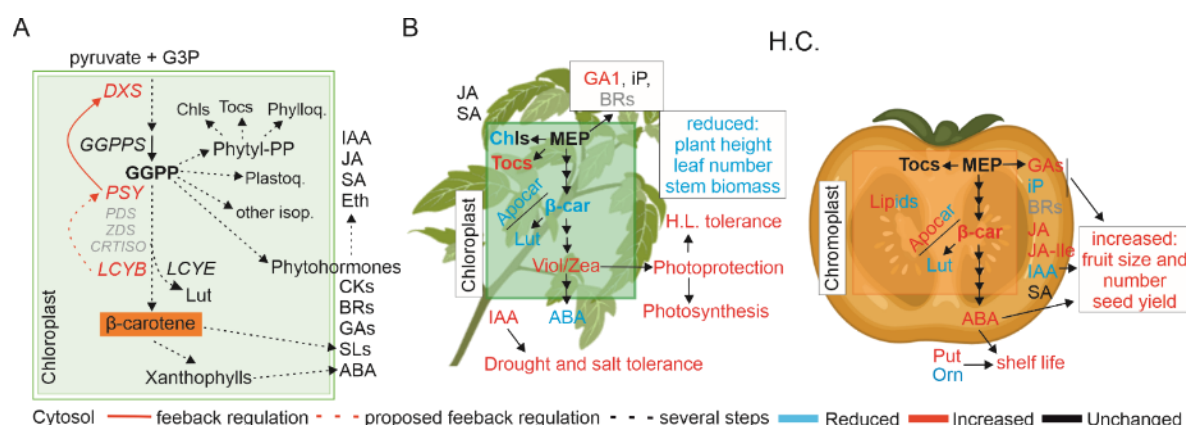 A
pyruvate + G3P
DXS
GGPPS
GGPP
PSY
PDS
ZDS
CRTISO
LCYB
LCYE
Lut
β-carotene
Xanthophylls
Chls
Tocs
Phylloq.
Phytyl-PP
Plastoq.
other isop.
Phytohormones
IAA
JA
SA
Eth
CKs
BRs
GAs
SLs
ABA
Chloroplast
B
JA
SA
GA1, iP,
BRs
Chls
MEP
Tocs
Apocar
β-car
Lut
Viol/Zea
IAA
ABA
Chloroplast
reduced:
plant height
leaf number
stem biomass
H.L. tolerance
Photoprotection
Photosynthesis
Drought and salt tolerance
H.C.
Tocs
MEP
GAs
iP
BRs
JA
JA-Ile
IAA
SA
Lipids
Apocar
β-car
Lut
ABA
Chromoplast
increased:
fruit size and
number
seed yield
Put
Orn
shelf life
Cytosol
feeback regulation
proposed feeback regulation
several steps
Reduced
Increased
Unchanged